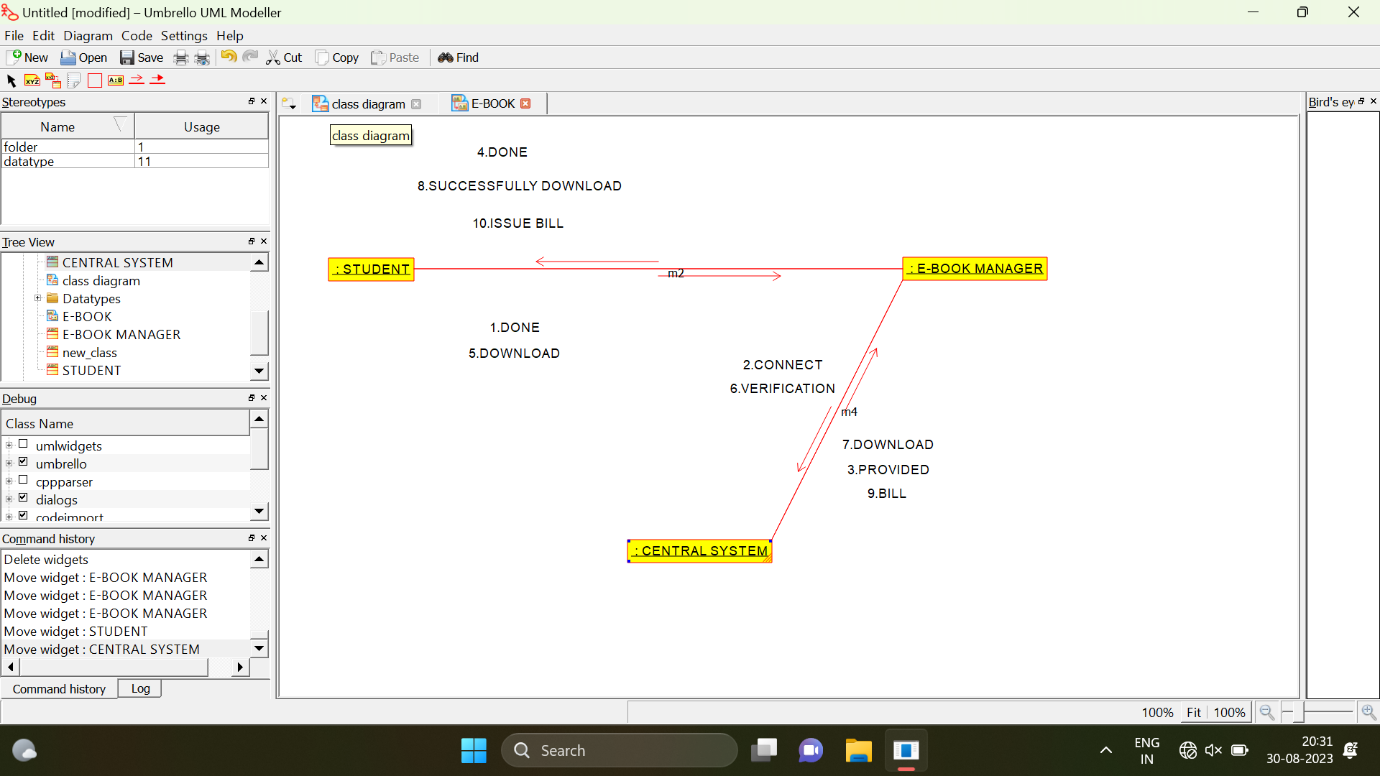 Untitled [modified] – Umbrello UML Modeller
File Edit Diagram Code Settings Help
New Open Save Cut Copy Paste Find
XYZ A:B
Stereotypes
Name Usage
folder 1
datatype 11
Tree View
CENTRAL SYSTEM
class diagram
Datatypes
E-BOOK
E-BOOK MANAGER
new_class
STUDENT
Debug
Class Name
umlwidgets
umbrello
cppparser
dialogs
codeimport
Command history
Delete widgets
Move widget : E-BOOK MANAGER
Move widget : E-BOOK MANAGER
Move widget : E-BOOK MANAGER
Move widget : STUDENT
Move widget : CENTRAL SYSTEM
Command history Log
class diagram E-BOOK
class diagram
4.DONE
8.SUCCESSFULLY DOWNLOAD
10.ISSUE BILL
: STUDENT
m2
: E-BOOK MANAGER
1.DONE
5.DOWNLOAD
2.CONNECT
6.VERIFICATION
m4
7.DOWNLOAD
3.PROVIDED
9.BILL
: CENTRAL SYSTEM
Bird's ey
100% Fit 100%
Search
ENG
IN
20:31
30-08-2023